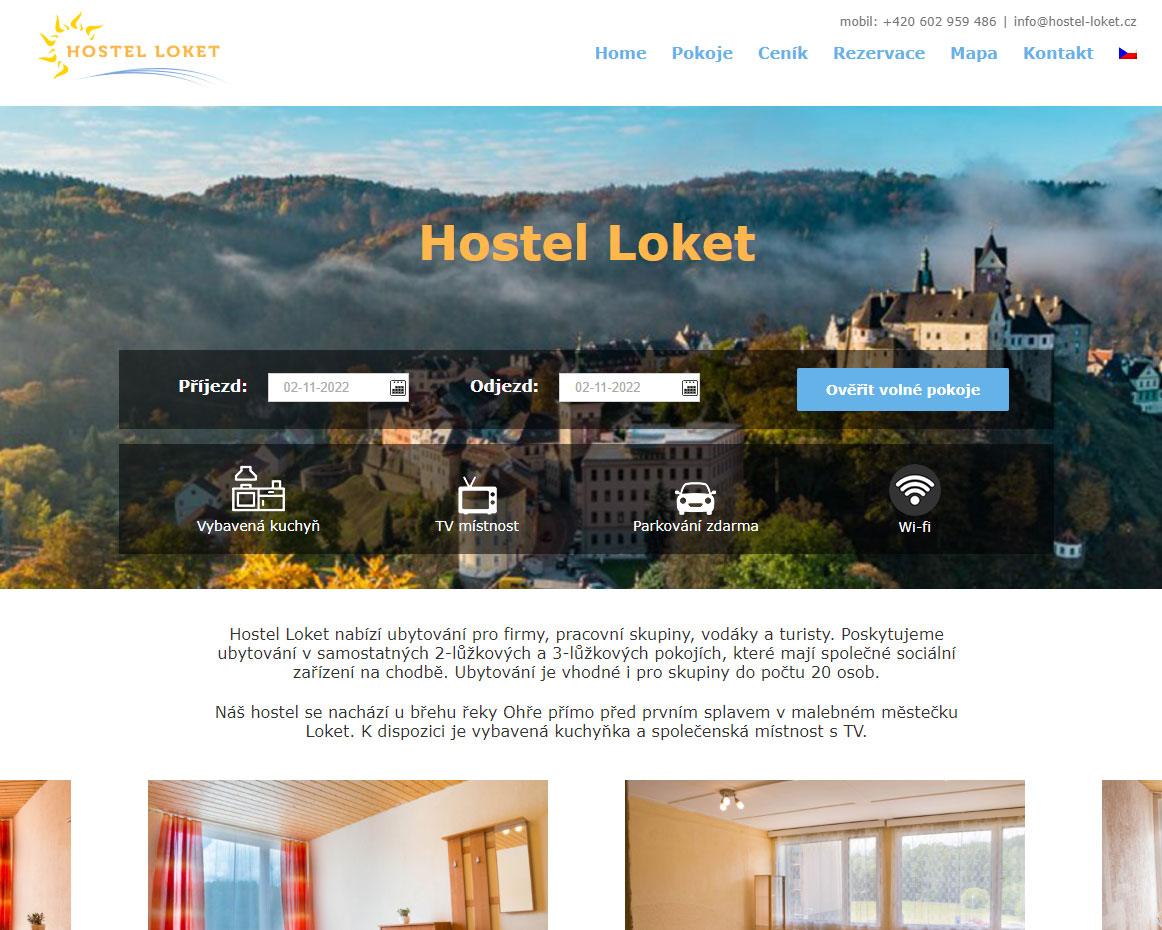 HOSTEL LOKET
mobil: +420 602 959 486 | info@hostel-loket.cz
Home Pokoje Ceník Rezervace Mapa Kontakt
Hostel Loket
Příjezd: 02-11-2022 Odjezd: 02-11-2022 Ověřit volné pokoje
Vybavená kuchyň TV místnost Parkování zdarma Wi-fi
Hostel Loket nabízí ubytování pro firmy, pracovní skupiny, vodáky a turisty. Poskytujeme
ubytování v samostatných 2-lůžkových a 3-lůžkových pokojích, které mají společné sociální
zařízení na chodbě. Ubytování je vhodné i pro skupiny do počtu 20 osob.
Náš hostel se nachází u břehu řeky Ohře přímo před prvním splavem v malebném městečku
Loket. K dispozici je vybavená kuchyňka a společenská místnost s TV.